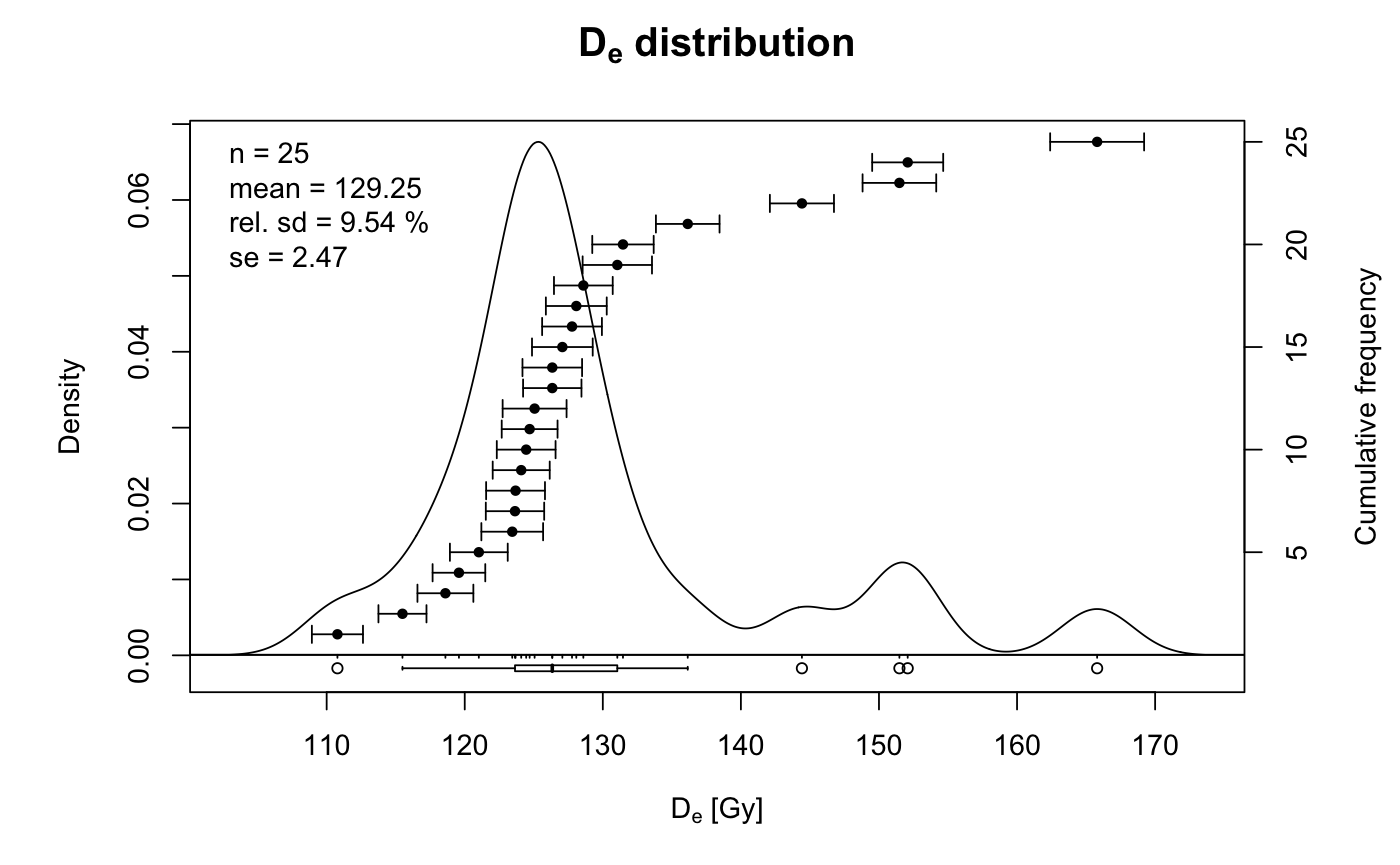 De distribution
n = 25
mean = 129.25
rel. sd = 9.54 %
se = 2.47
Density
0.00
0.02
0.04
0.06
Cumulative frequency
5
10
15
20
25
110 120 130 140 150 160 170
De [Gy]